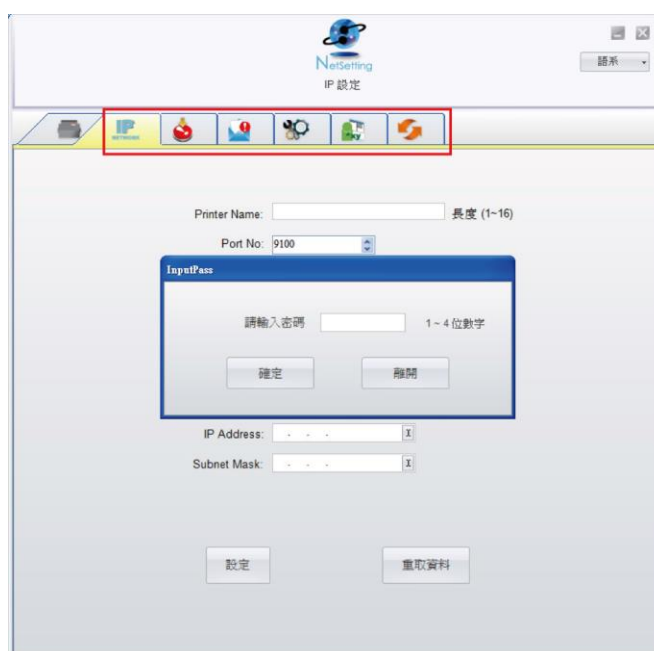 NetSetting
語系
IP 設定
IP
NETWORK
Printer Name:
長度 (1~16)
Port No: 9100
InputPass
請輸入密碼
1~4 位數字
確定
離開
IP Address: . . .
Subnet Mask: . . .
設定
重取資料